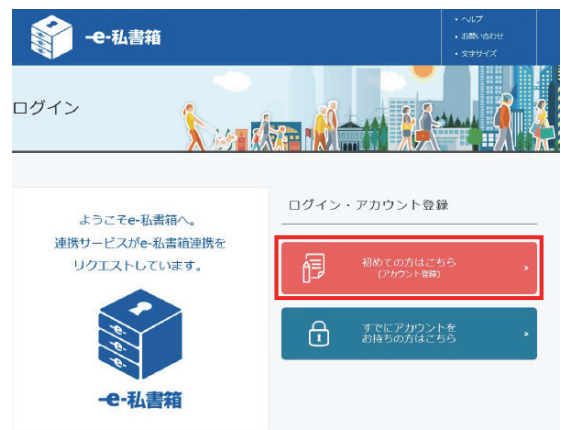 -e-私書箱
・ヘルプ
・お問い合わせ
・文字サイズ
ログイン
ようこそe-私書箱へ。
連携サービスがe-私書箱連携を
リクエストしています。
-e-
-e-
-e-
-e-私書箱
ログイン・アカウント登録
初めての方はこちら
(アカウント登録)
すでにアカウントを
お持ちの方はこちら